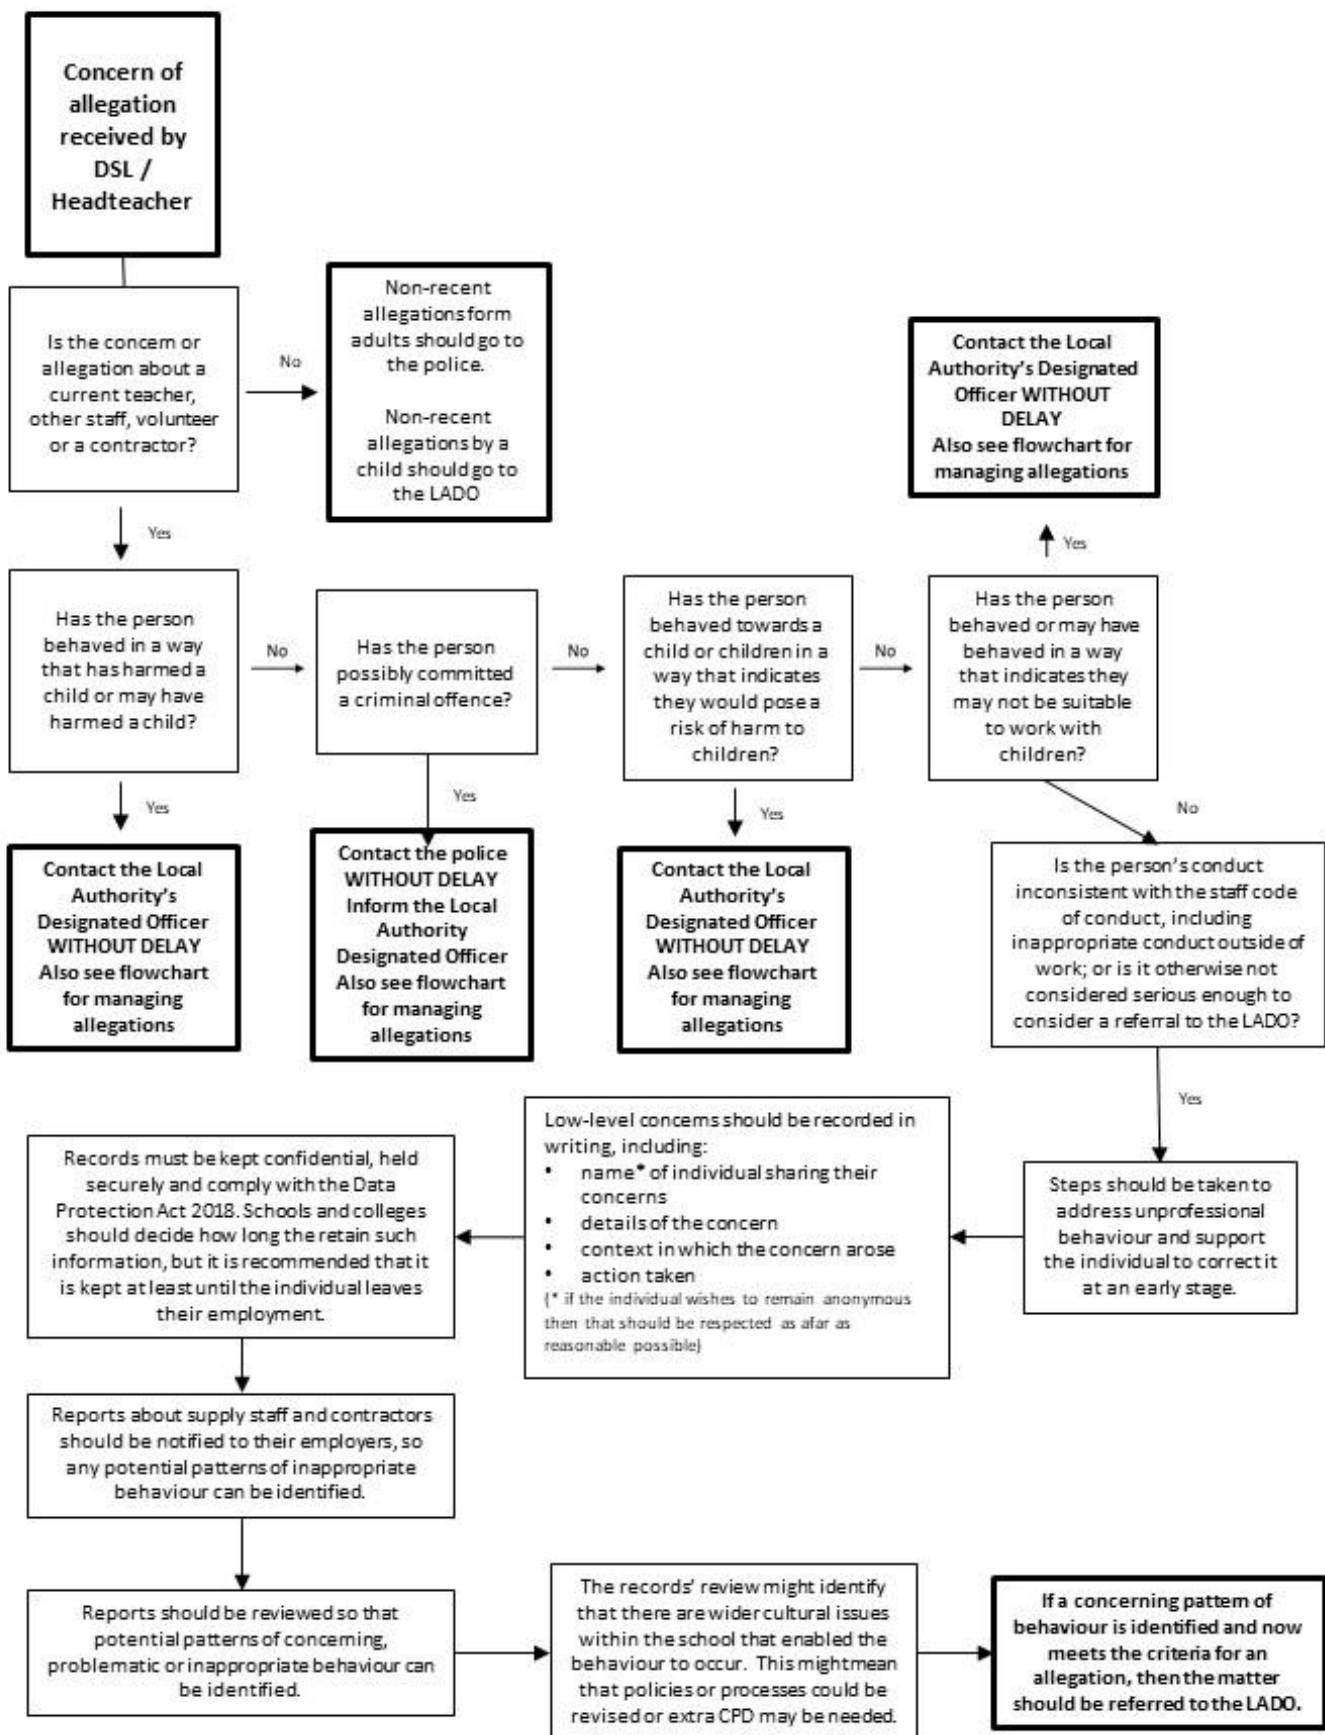 Concern of
allegation
received by
DSL /
Headteacher
Is the concern or
allegation about a
current teacher,
other staff, volunteer
or a contractor?
No
Non-recent
allegations form
adults should go to
the police.
Non-recent
allegations by a
child should go to
the LADO
Contact the Local
Authority's Designated
Officer WITHOUT
DELAY
Also see flowchart for
managing allegations
Yes
Yes
Has the person
behaved in a way
that has harmed a
child or may have
harmed a child?
No
Has the person
possibly committed
a criminal offence?
No
Has the person
behaved towards a
child or children in a
way that indicates
they would pose a
risk of harm to
children?
No
Has the person
behaved or may have
behaved in a way
that indicates they
may not be suitable
to work with
children?
Yes
Yes
Yes
No
Contact the Local
Authority's
Designated Officer
WITHOUT DELAY
Also see flowchart
for managing
allegations
Contact the police
WITHOUT DELAY
Inform the Local
Authority
Designated Officer
Also see flowchart
for managing
allegations
Contact the Local
Authority's
Designated Officer
WITHOUT DELAY
Also see flowchart
for managing
allegations
Is the person's conduct
inconsistent with the staff code
of conduct, including
inappropriate conduct outside of
work; or is it otherwise not
considered serious enough to
consider a referral to the LADO?
Yes
Steps should be taken to
address unprofessional
behaviour and support
the individual to correct it
at an early stage.
Low-level concerns should be recorded in
writing, including:
• name* of individual sharing their
concerns
• details of the concern
• context in which the concern arose
• action taken
(* if the individual wishes to remain anonymous
then that should be respected as afar as
reasonable possible)
Records must be kept confidential, held
securely and comply with the Data
Protection Act 2018. Schools and colleges
should decide how long the retain such
information, but it is recommended that it
is kept at least until the individual leaves
their employment.
Reports about supply staff and contractors
should be notified to their employers, so
any potential patterns of inappropriate
behaviour can be identified.
Reports should be reviewed so that
potential patterns of concerning,
problematic or inappropriate behaviour can
be identified.
The records' review might identify
that there are wider cultural issues
within the school that enabled the
behaviour to occur. This might mean
that policies or processes could be
revised or extra CPD may be needed.
If a concerning pattern of
behaviour is identified and now
meets the criteria for an
allegation, then the matter
should be referred to the LADO.